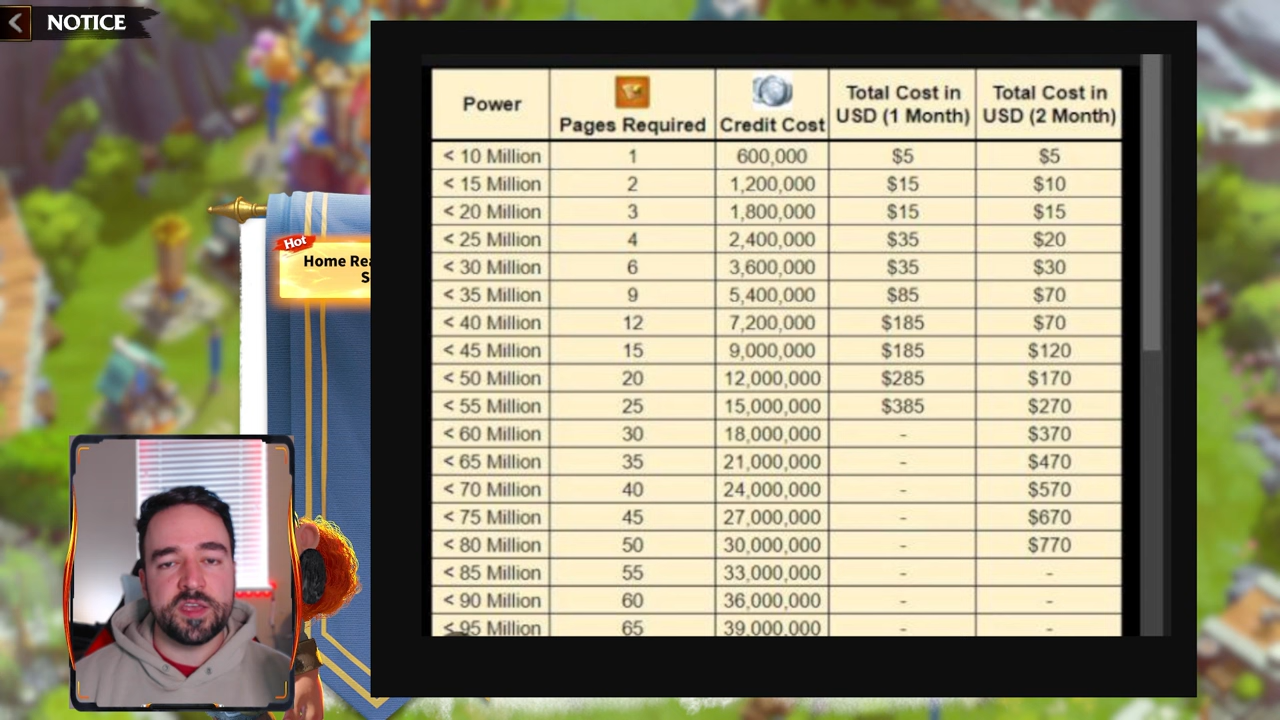 NOTICE
Hot
Home Rea
S
Power Pages Required Credit Cost Total Cost in USD (1 Month) Total Cost in USD (2 Month)
< 10 Million 1 600,000 $5 $5
< 15 Million 2 1,200,000 $15 $10
< 20 Million 3 1,800,000 $15 $15
< 25 Million 4 2,400,000 $35 $20
< 30 Million 6 3,600,000 $35 $30
< 35 Million 9 5,400,000 $85 $70
< 40 Million 12 7,200,000 $185 $70
< 45 Million 15 9,000,000 $185 $120
< 50 Million 20 12,000,000 $285 $170
< 55 Million 25 15,000,000 $385 $270
< 60 Million 30 18,000,000 - $370
< 65 Million 35 21,000,000 - $470
< 70 Million 40 24,000,000 - $570
< 75 Million 45 27,000,000 - $670
< 80 Million 50 30,000,000 - $770
< 85 Million 55 33,000,000 - -
< 90 Million 60 36,000,000 - -
< 95 Million 65 39,000,000 - -